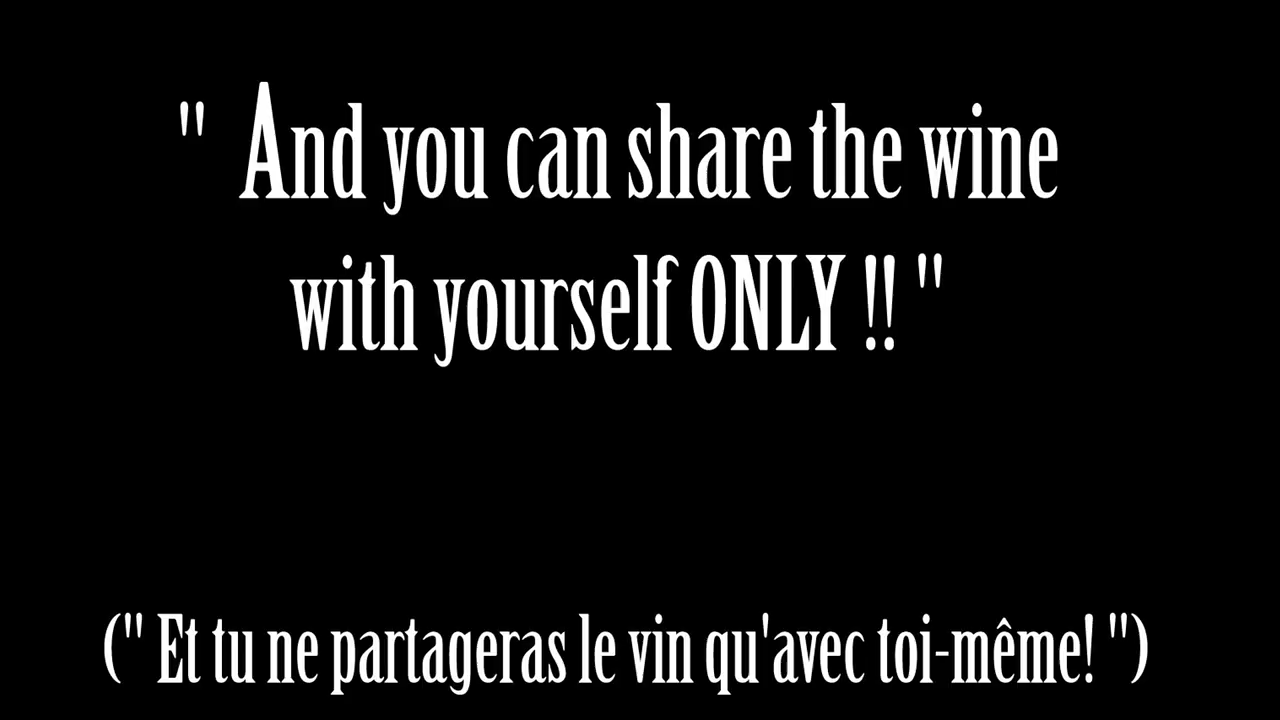 " And you can share the wine
with yourself ONLY !! "
(" Et tu ne partageras le vin qu'avec toi-même! ")